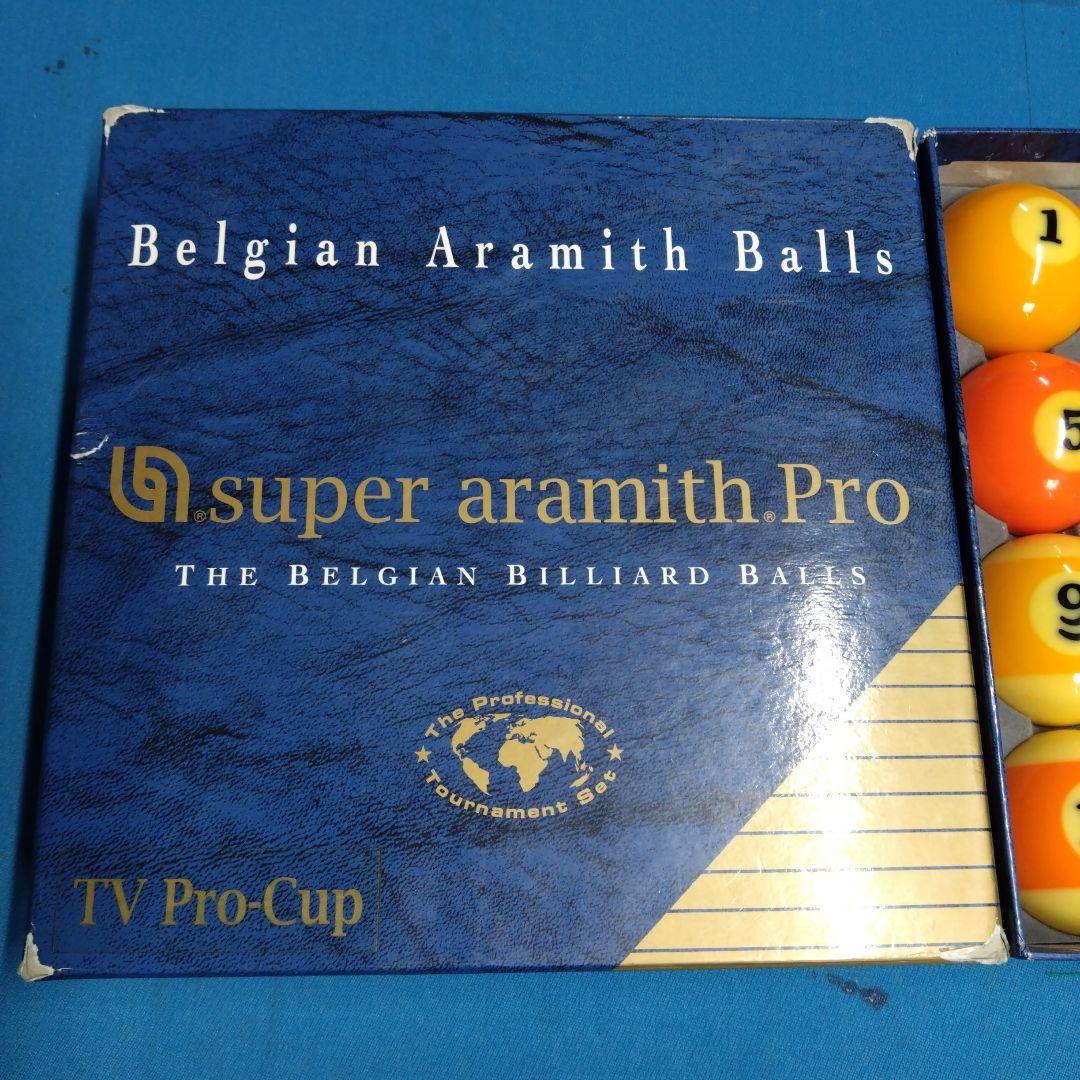 Belgian Aramith Balls
®super aramith®Pro
THE BELGIAN BILLIARD BALLS
The Professional
Tournament Set
TV Pro-Cup
1
5
9